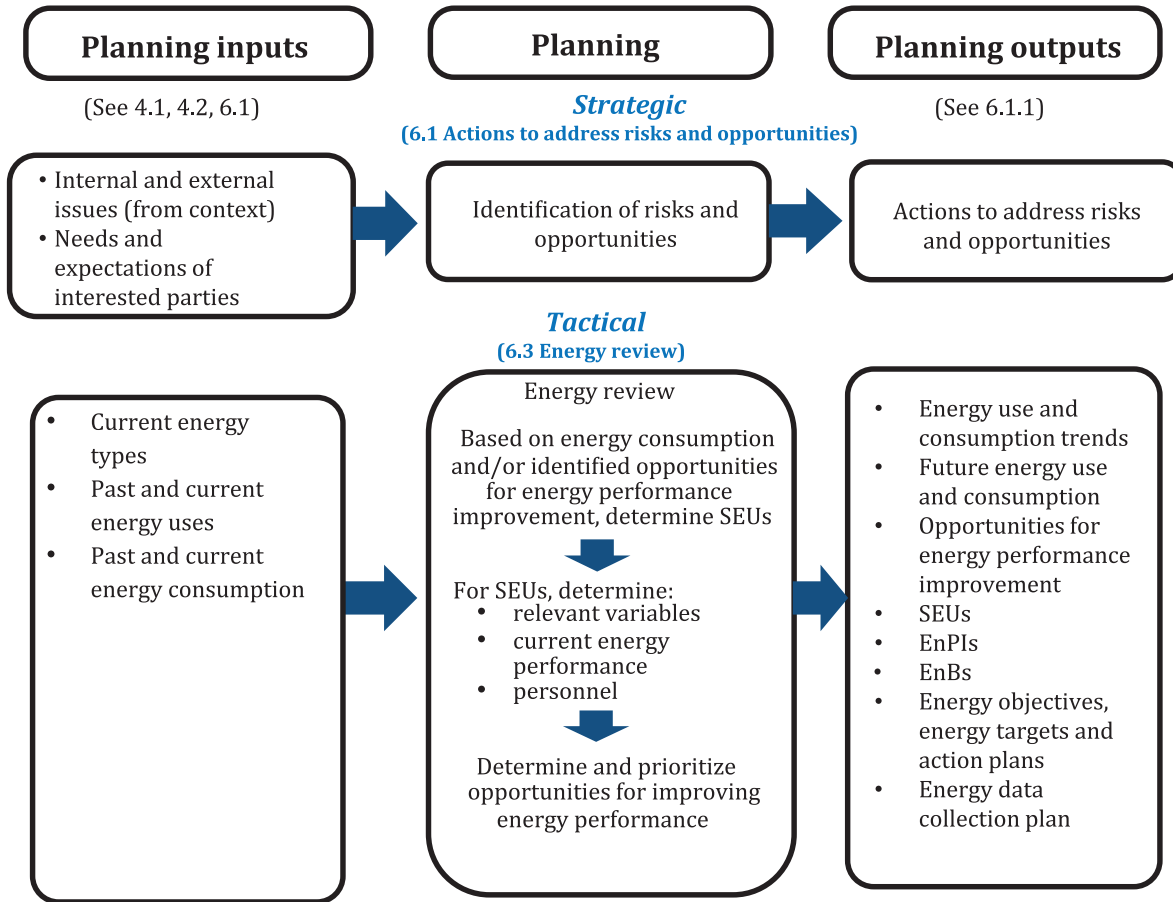 Planning inputs
Planning
Planning outputs
(See 4.1, 4.2, 6.1)
Strategic
(6.1 Actions to address risks and opportunities)
(See 6.1.1)
• Internal and external
issues (from context)
• Needs and
expectations of
interested parties
Identification of risks and
opportunities
Actions to address risks
and opportunities
Tactical
(6.3 Energy review)
• Current energy
types
• Past and current
energy uses
• Past and current
energy consumption
Energy review
Based on energy consumption
and/or identified opportunities
for energy performance
improvement, determine SEUs
For SEUs, determine:
• relevant variables
• current energy
performance
• personnel
Determine and prioritize
opportunities for improving
energy performance
• Energy use and
consumption trends
• Future energy use
and consumption
• Opportunities for
energy performance
improvement
• SEUs
• EnPIs
• EnBs
• Energy objectives,
energy targets and
action plans
• Energy data
collection plan